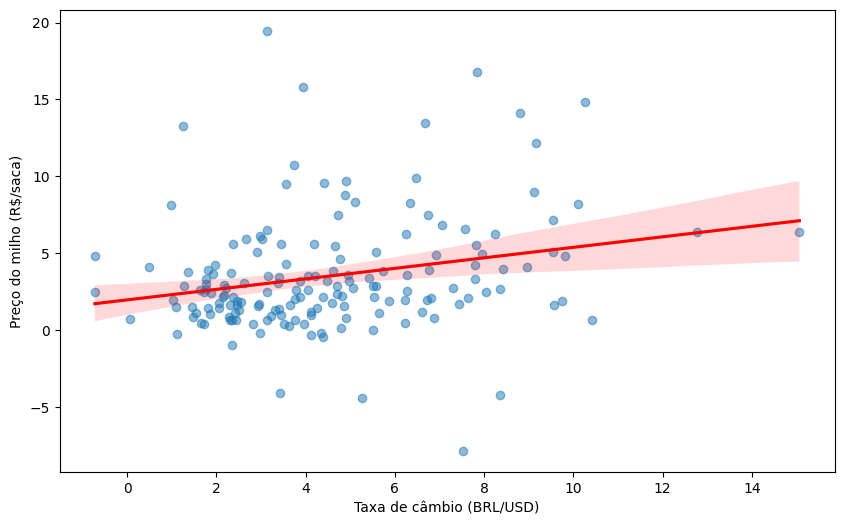 20
15
10
5
0
−5
Preço do milho (R$/saca)
0 2 4 6 8 10 12 14
Taxa de câmbio (BRL/USD)